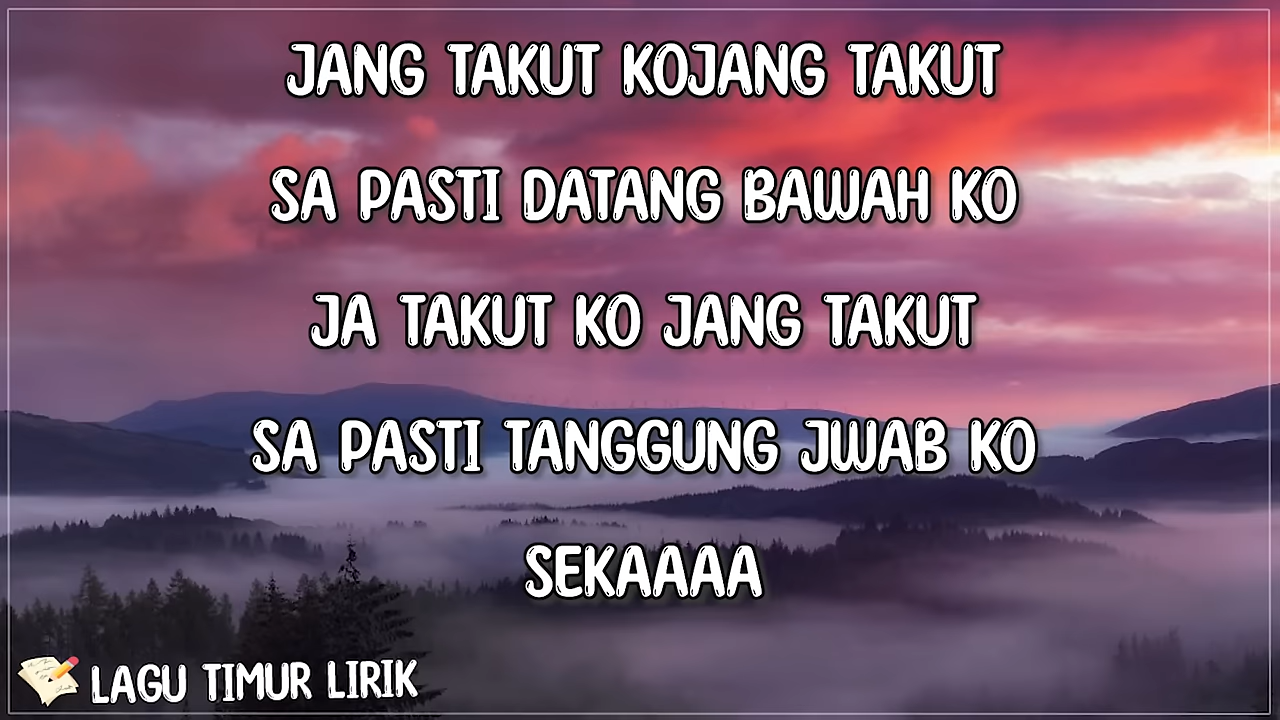 JANG TAKUT KOJANG TAKUT
SA PASTI DATANG BAWAH KO
JA TAKUT KO JANG TAKUT
SA PASTI TANGGUNG JWAB KO
SEKAAAA
LAGU TIMUR LIRIK